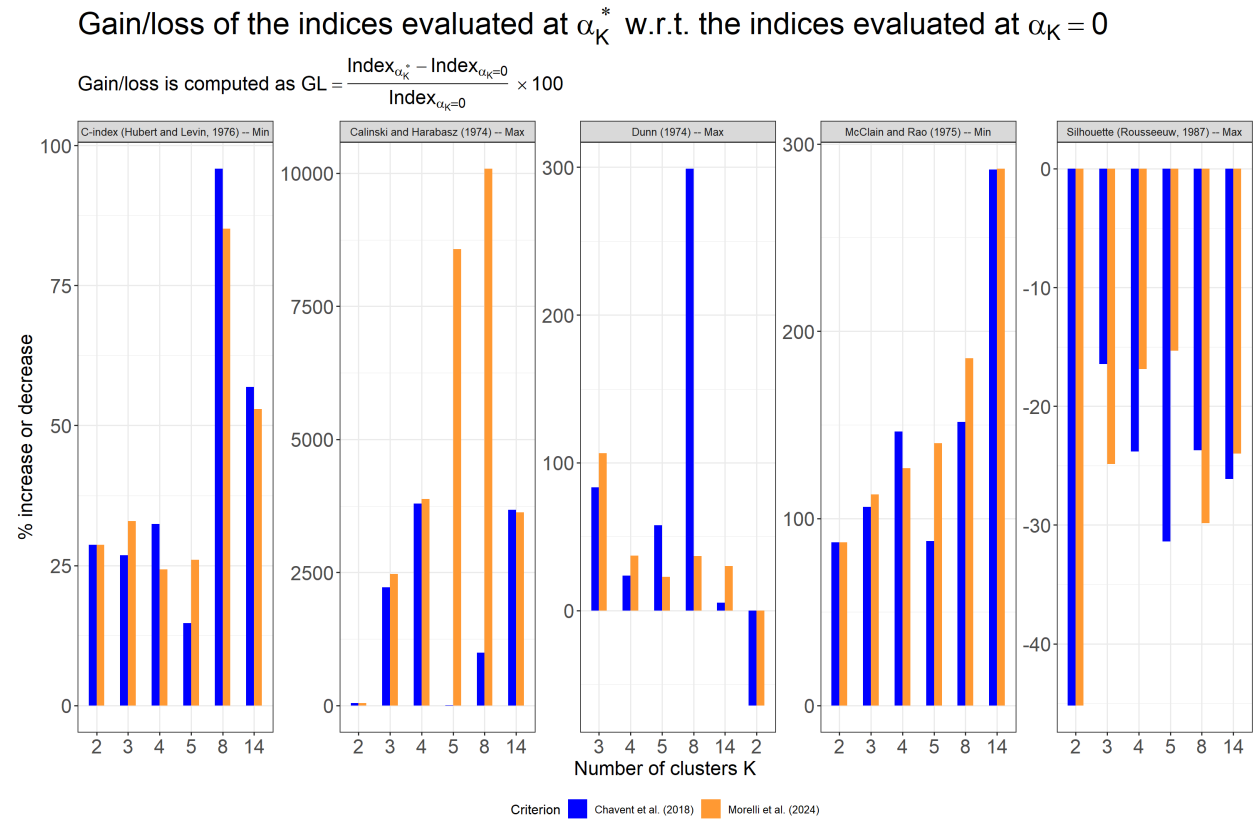 Gain/loss of the indices evaluated at α*K w.r.t. the indices evaluated at αK = 0
Gain/loss is computed as GL = (Indexα*K − IndexαK=0) / IndexαK=0 × 100
C-index (Hubert and Levin, 1976) -- Min
Calinski and Harabasz (1974) -- Max
Dunn (1974) -- Max
McClain and Rao (1975) -- Min
Silhouette (Rousseeuw, 1987) -- Max
% increase or decrease
100
75
50
25
0
2 3 4 5 8 14
10000
7500
5000
2500
0
2 3 4 5 8 14
300
200
100
0
3 4 5 8 14 2
300
200
100
0
2 3 4 5 8 14
0
-10
-20
-30
-40
2 3 4 5 8 14
Number of clusters K
Criterion Chavent et al. (2018) Morelli et al. (2024)